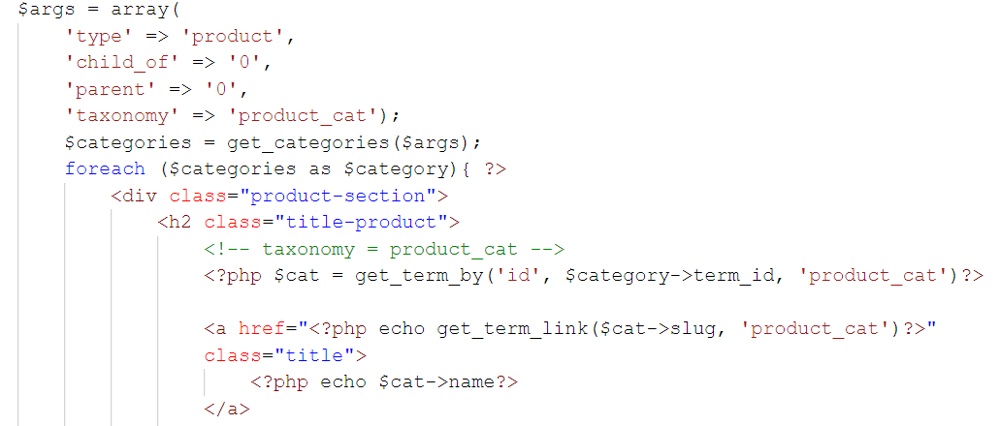 $args = array(
'type' => 'product',
'child_of' => '0',
'parent' => '0',
'taxonomy' => 'product_cat');
$categories = get_categories($args);
foreach ($categories as $category){ ?>
<div class="product-section">
<h2 class="title-product">
<!-- taxonomy = product_cat -->
<?php $cat = get_term_by('id', $category->term_id, 'product_cat')?>
<a href="<?php echo get_term_link($cat->slug, 'product_cat')?>"
class="title">
<?php echo $cat->name?>
</a>